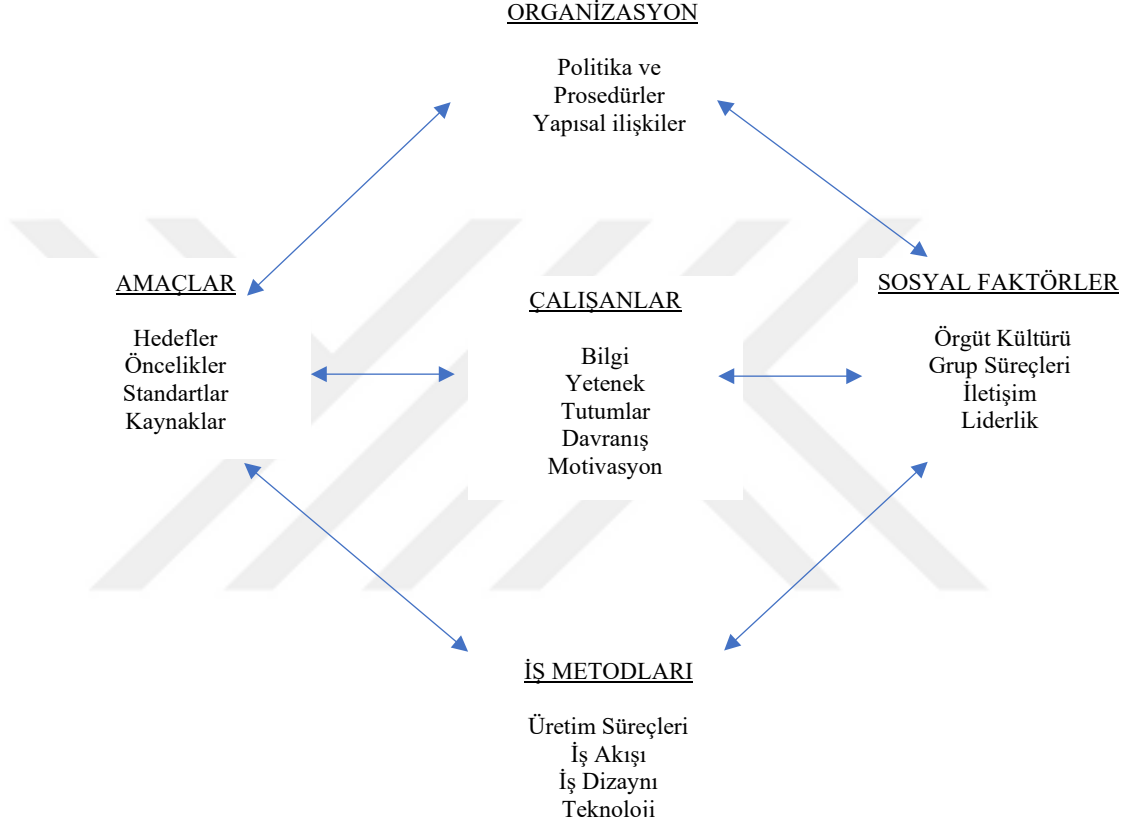 ORGANİZASYON
Politika ve
Prosedürler
Yapısal ilişkiler
AMAÇLAR
Hedefler
Öncelikler
Standartlar
Kaynaklar
ÇALIŞANLAR
Bilgi
Yetenek
Tutumlar
Davranış
Motivasyon
SOSYAL FAKTÖRLER
Örgüt Kültürü
Grup Süreçleri
İletişim
Liderlik
İŞ METODLARI
Üretim Süreçleri
İş Akışı
İş Dizaynı
Teknoloji